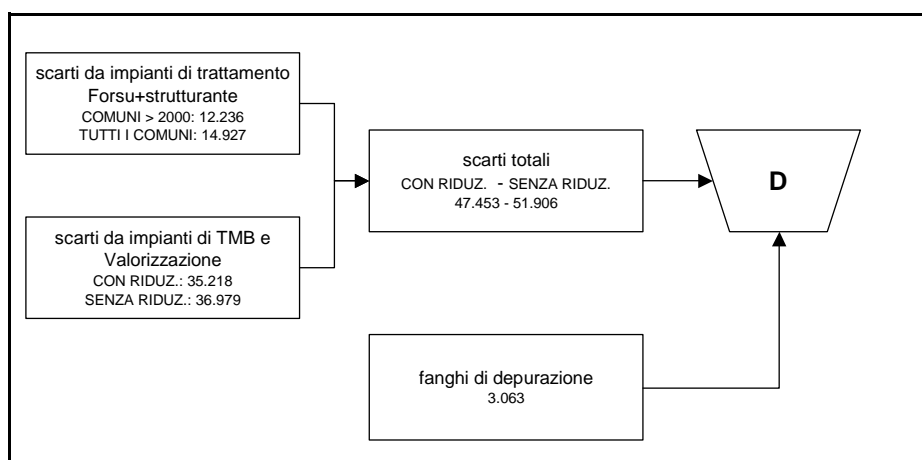 scarti da impianti di trattamento
Forsu+strutturante
COMUNI > 2000: 12.236
TUTTI I COMUNI: 14.927
scarti da impianti di TMB e
Valorizzazione
CON RIDUZ.: 35.218
SENZA RIDUZ.: 36.979
scarti totali
CON RIDUZ. - SENZA RIDUZ.
47.453 - 51.906
D
fanghi di depurazione
3.063